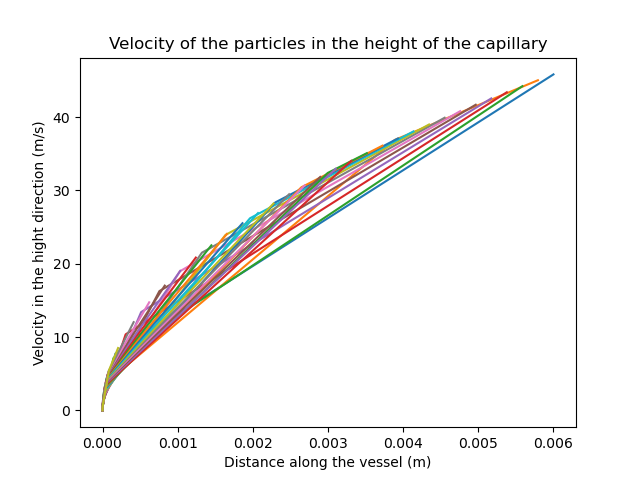 Velocity of the particles in the height of the capillary
Velocity in the hight direction (m/s)
40
30
20
10
0
0.000 0.001 0.002 0.003 0.004 0.005 0.006
Distance along the vessel (m)